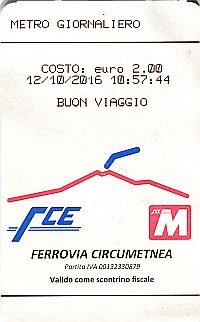 METRO GIORNALIERO
COSTO: euro 2.00
12/10/2016 10:57:44
BUON VIAGGIO
FCE
FCE M
FERROVIA CIRCUMETNEA
Partita IVA 00132330879
Valido come scontrino fiscale